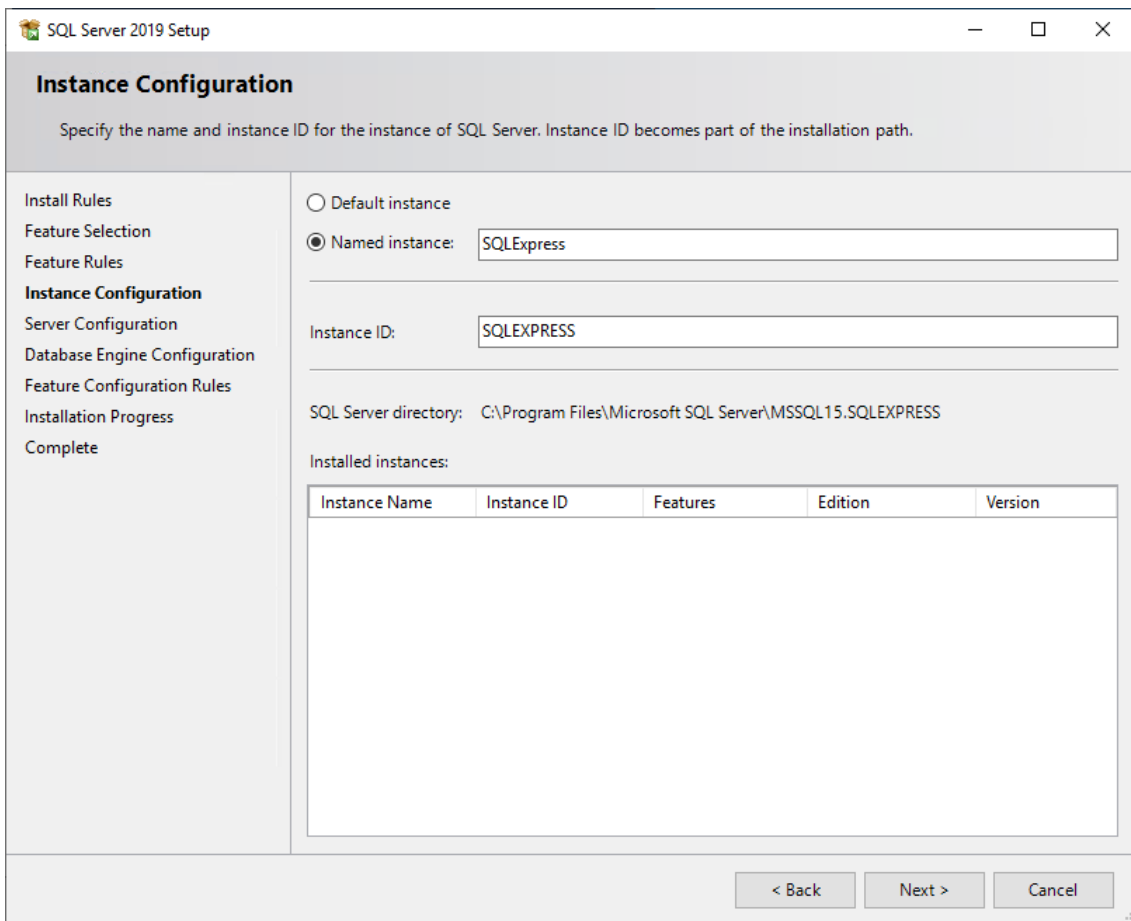 SQL Server 2019 Setup
Instance Configuration
Specify the name and instance ID for the instance of SQL Server. Instance ID becomes part of the installation path.
Install Rules
Feature Selection
Feature Rules
Instance Configuration
Server Configuration
Database Engine Configuration
Feature Configuration Rules
Installation Progress
Complete
Default instance
Named instance: SQLExpress
Instance ID: SQLEXPRESS
SQL Server directory: C:\Program Files\Microsoft SQL Server\MSSQL15.SQLEXPRESS
Installed instances:
Instance Name Instance ID Features Edition Version
< Back Next > Cancel